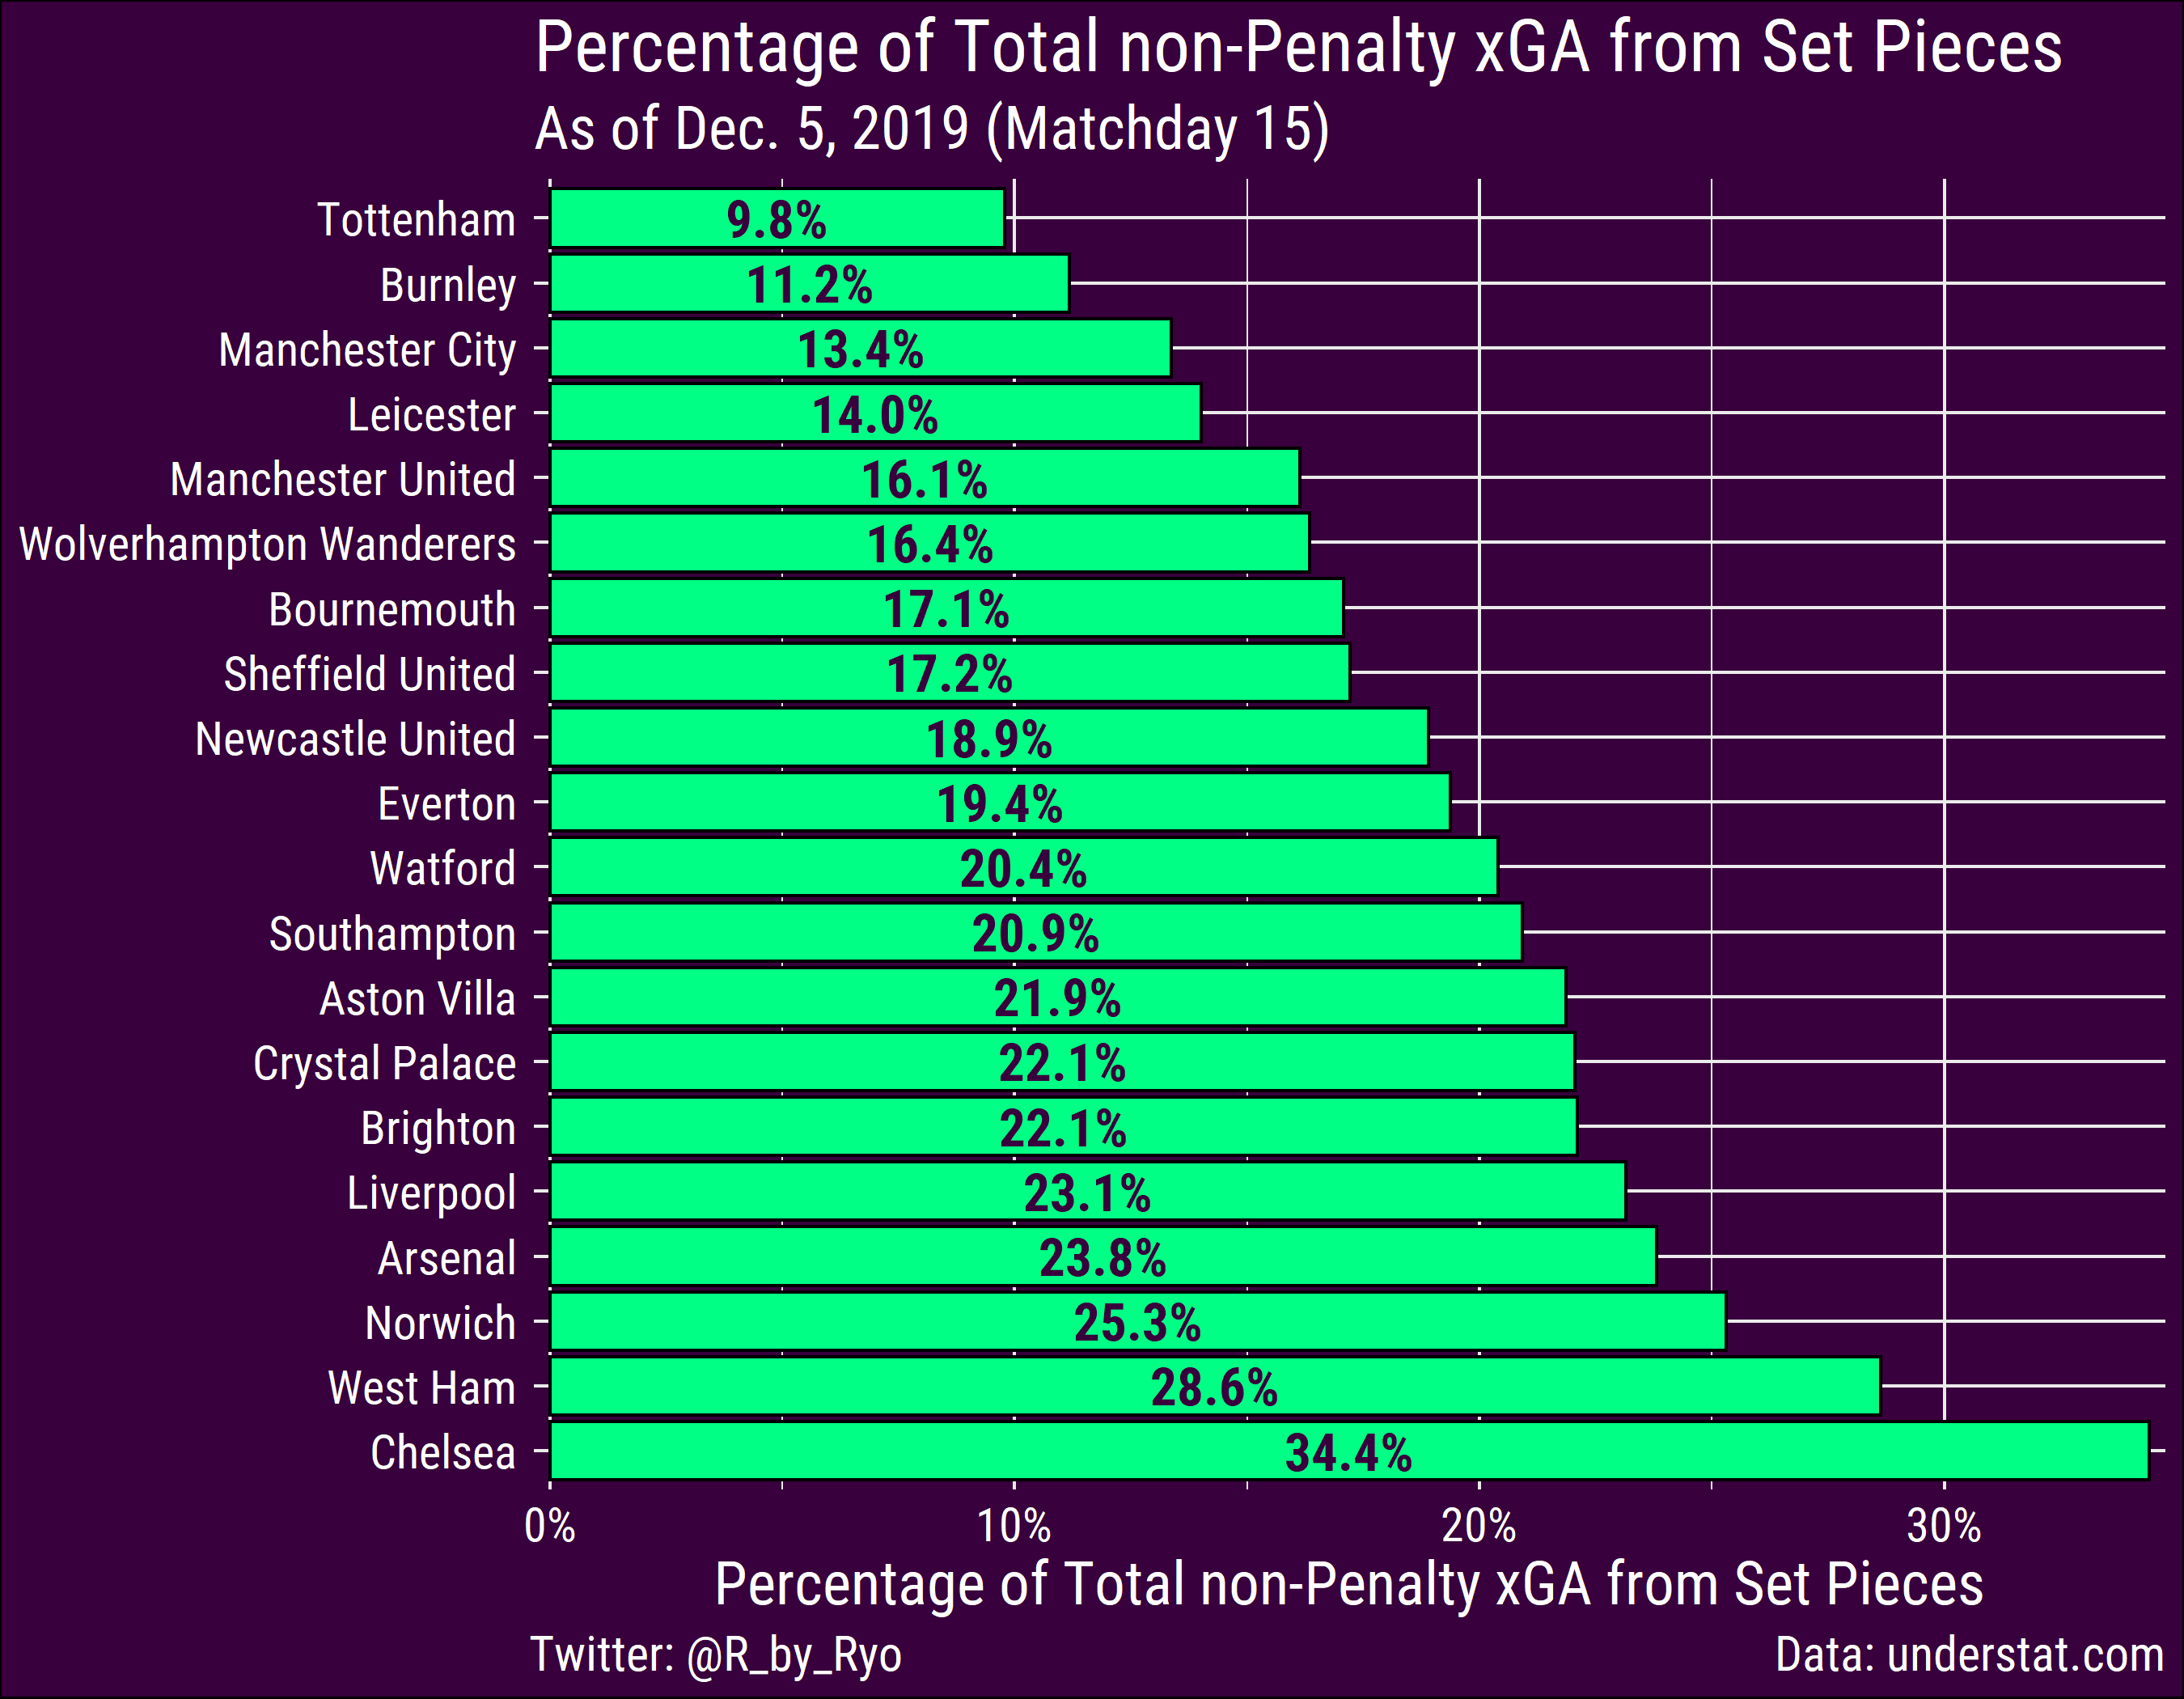 Percentage of Total non-Penalty xGA from Set Pieces
As of Dec. 5, 2019 (Matchday 15)
Tottenham 9.8%
Burnley 11.2%
Manchester City 13.4%
Leicester 14.0%
Manchester United 16.1%
Wolverhampton Wanderers 16.4%
Bournemouth 17.1%
Sheffield United 17.2%
Newcastle United 18.9%
Everton 19.4%
Watford 20.4%
Southampton 20.9%
Aston Villa 21.9%
Crystal Palace 22.1%
Brighton 22.1%
Liverpool 23.1%
Arsenal 23.8%
Norwich 25.3%
West Ham 28.6%
Chelsea 34.4%
0% 10% 20% 30%
Percentage of Total non-Penalty xGA from Set Pieces
Twitter: @R_by_Ryo Data: understat.com